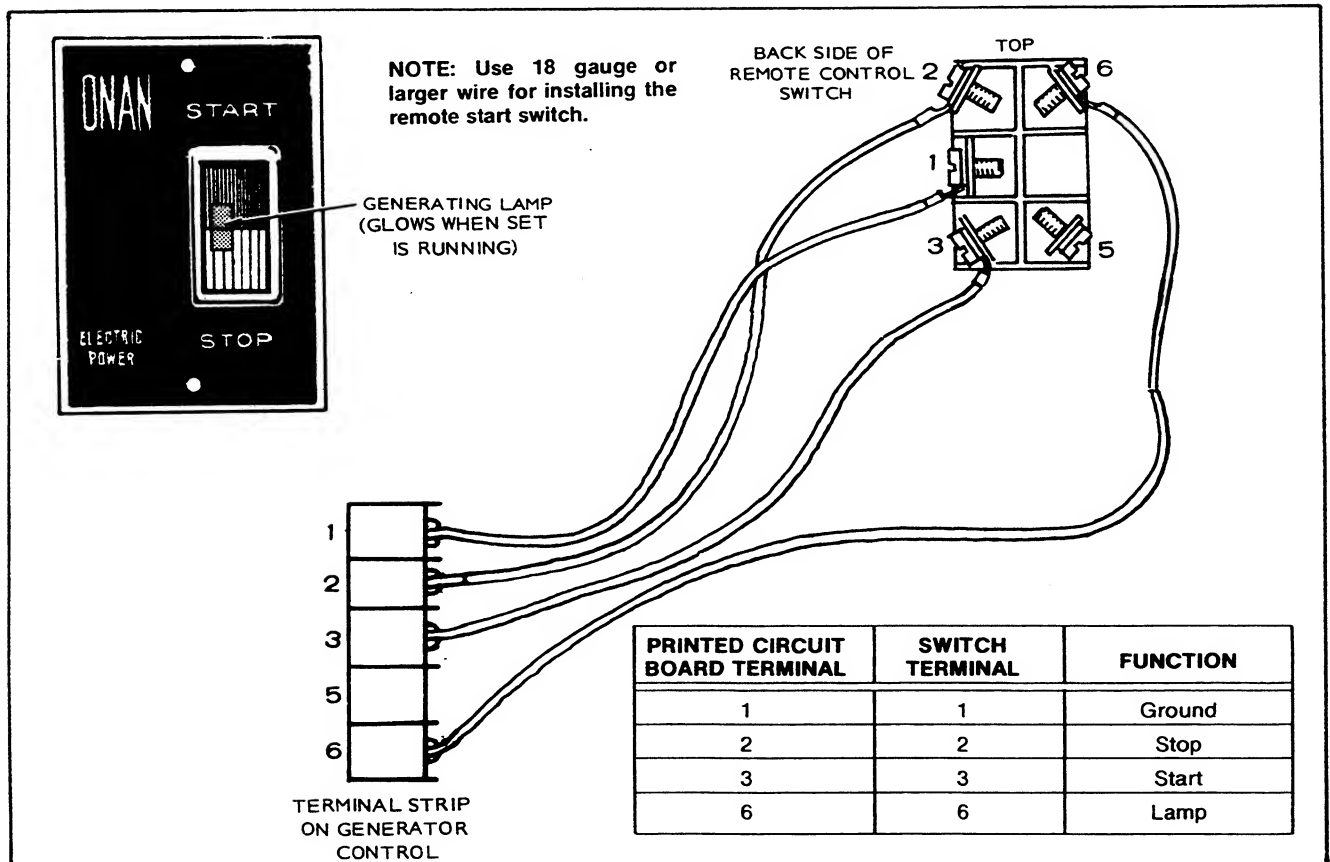 ONAN
START
STOP
ELECTRIC
POWER
NOTE: Use 18 gauge or
larger wire for installing the
remote start switch.
GENERATING LAMP
(GLOWS WHEN SET
IS RUNNING)
BACK SIDE OF
REMOTE CONTROL
SWITCH
TOP
2
6
1
3
5
1
2
3
5
6
TERMINAL STRIP
ON GENERATOR
CONTROL
PRINTED CIRCUIT BOARD TERMINAL SWITCH TERMINAL FUNCTION
1 1 Ground
2 2 Stop
3 3 Start
6 6 Lamp